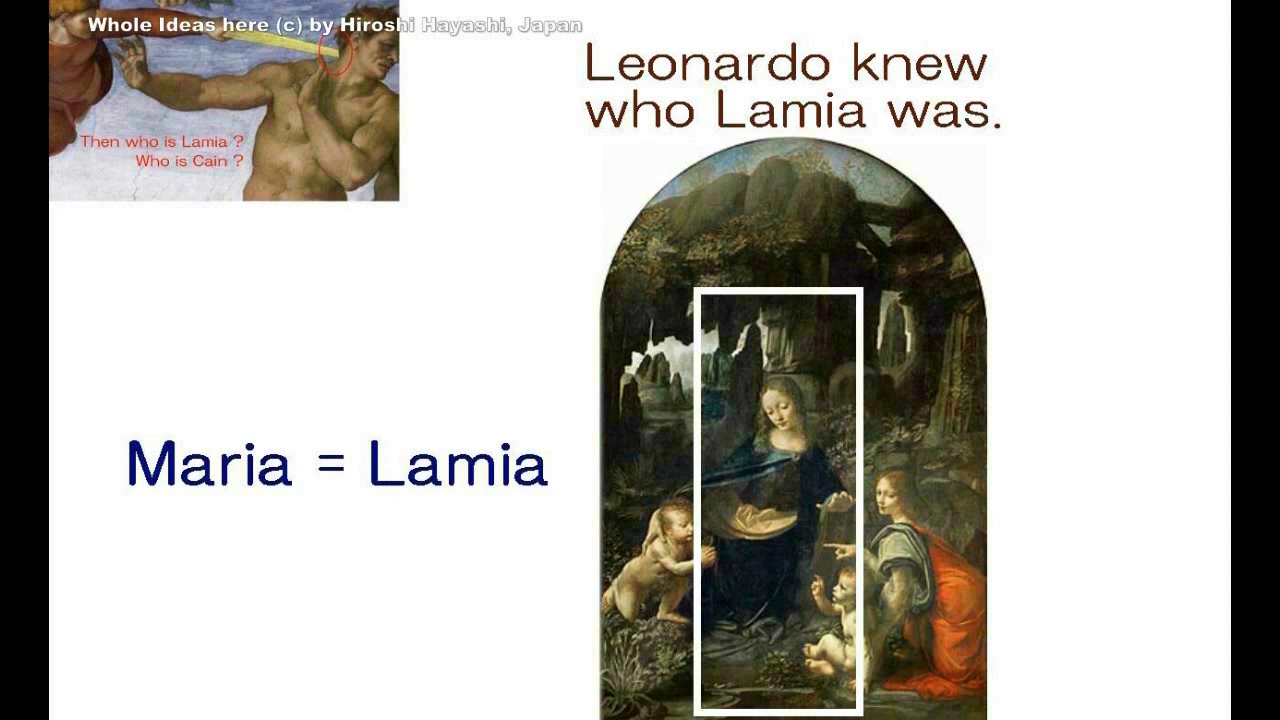 Whole Ideas here (c) by Hiroshi Hayashi, Japan
Leonardo knew
who Lamia was.
Then who is Lamia ?
Who is Cain ?
Maria = Lamia